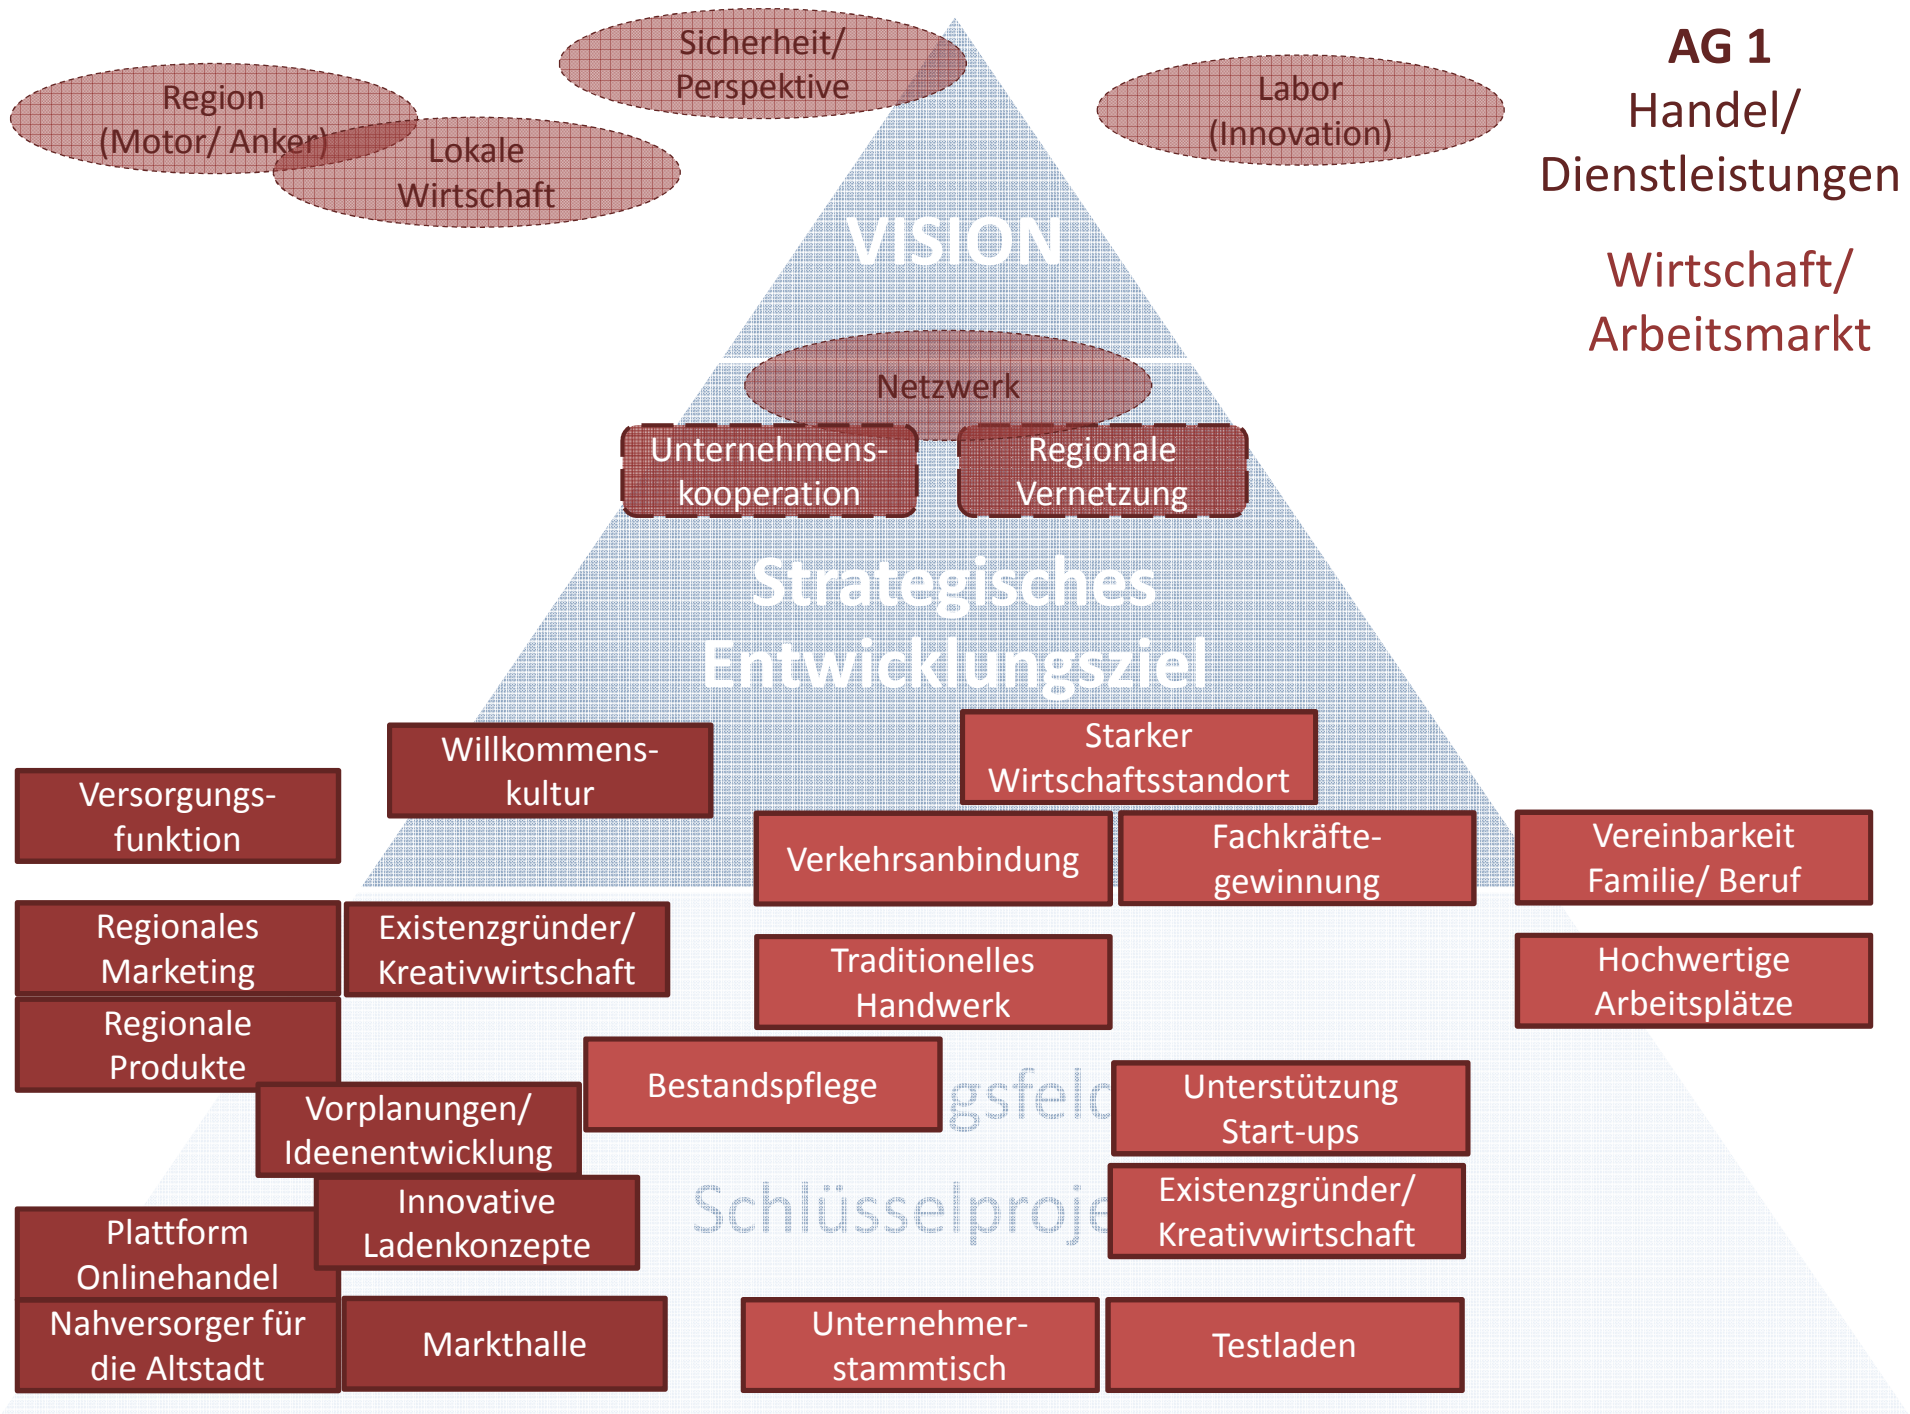 Sicherheit/
Perspektive
AG 1
Handel/
Dienstleistungen
Region
(Motor/ Anker)
Labor
(Innovation)
Lokale
Wirtschaft
VISION
Wirtschaft/
Arbeitsmarkt
Netzwerk
Unternehmens-
kooperation
Regionale
Vernetzung
Strategisches
Entwicklungsziel
Willkommens-
kultur
Starker
Wirtschaftsstandort
Versorgungs-
funktion
Verkehrsanbindung
Fachkräfte-
gewinnung
Vereinbarkeit
Familie/ Beruf
Regionales
Marketing
Existenzgründer/
Kreativwirtschaft
Traditionelles
Handwerk
Hochwertige
Arbeitsplätze
Regionale
Produkte
Bestandspflege
Unterstützung
Start-ups
Vorplanungen/
Ideenentwicklung
Innovative
Ladenkonzepte
Existenzgründer/
Kreativwirtschaft
Plattform
Onlinehandel
Nahversorger für
die Altstadt
Markthalle
Unternehmer-
stammtisch
Testladen